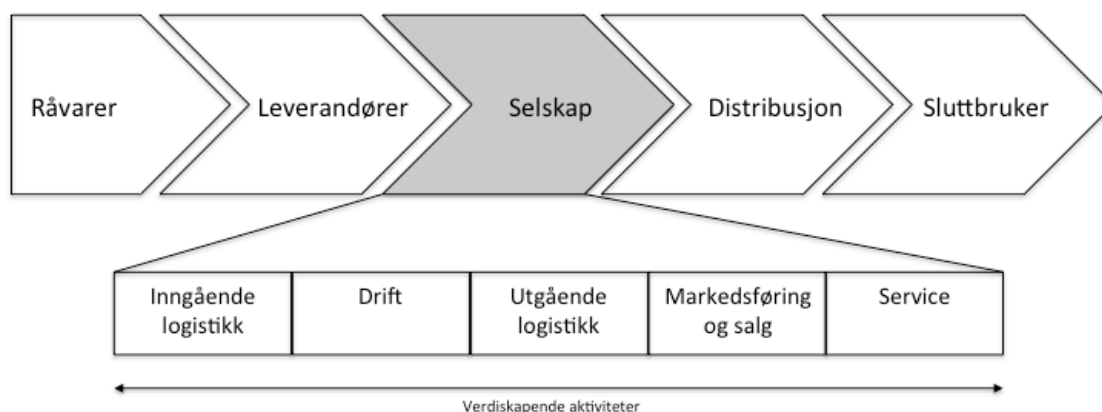 Råvarer
Leverandører
Selskap
Distribusjon
Sluttbruker
Inngående
logistikk
Drift
Utgående
logistikk
Markedsføring
og salg
Service
Verdiskapende aktiviteter